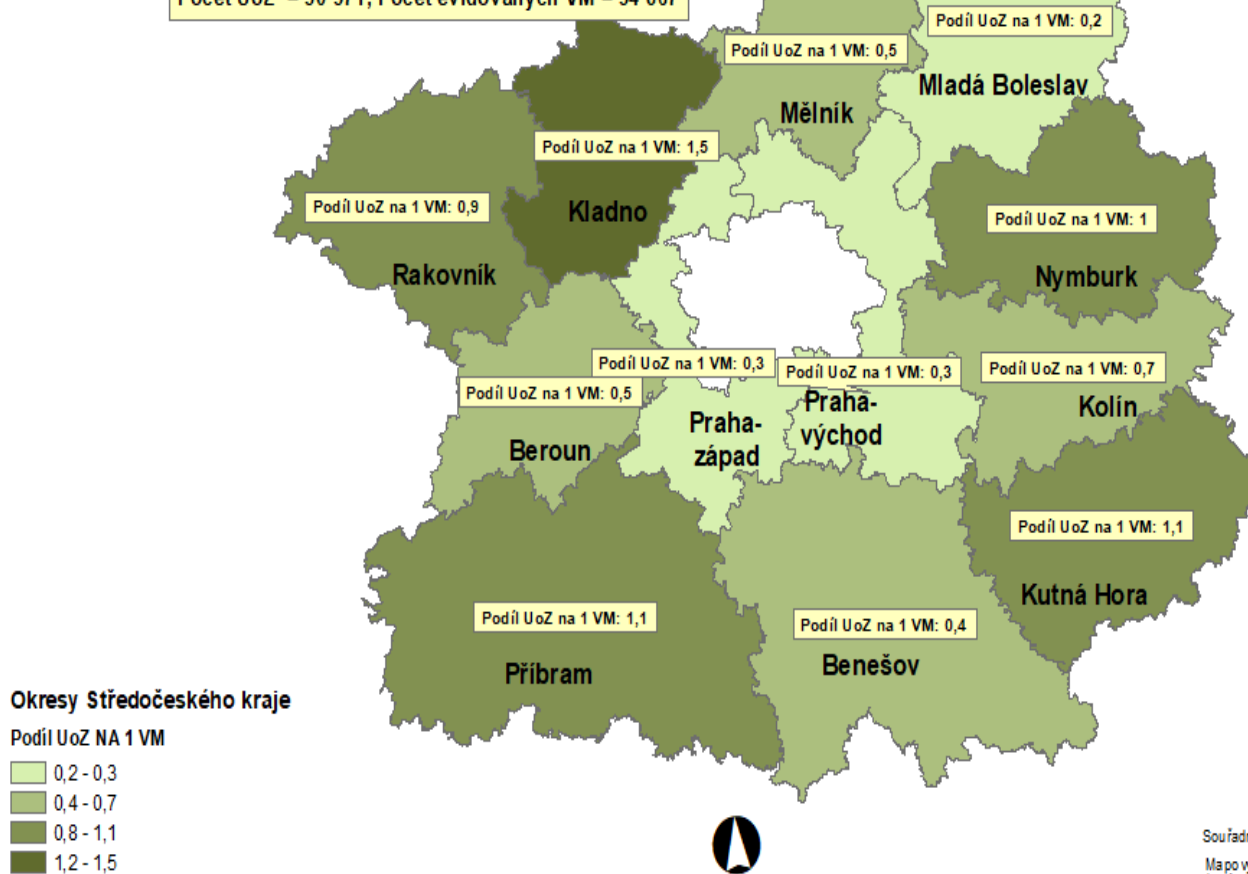 Podíl UoZ na 1 VM: 0,2
Podíl UoZ na 1 VM: 0,5
Mladá Boleslav
Mělník
Podíl UoZ na 1 VM: 1,5
Podíl UoZ na 1 VM: 0,9
Kladno
Podíl UoZ na 1 VM: 1
Rakovník
Nymburk
Podíl UoZ na 1 VM: 0,3
Podíl UoZ na 1 VM: 0,3
Podíl UoZ na 1 VM: 0,7
Podíl UoZ na 1 VM: 0,5
Praha-
východ
Kolín
Praha-
západ
Beroun
Podíl UoZ na 1 VM: 1,1
Kutná Hora
Podíl UoZ na 1 VM: 1,1
Podíl UoZ na 1 VM: 0,4
Benešov
Příbram
Okresy Středočeského kraje
Podíl UoZ NA 1 VM
0,2 - 0,3
0,4 - 0,7
0,8 - 1,1
1,2 - 1,5